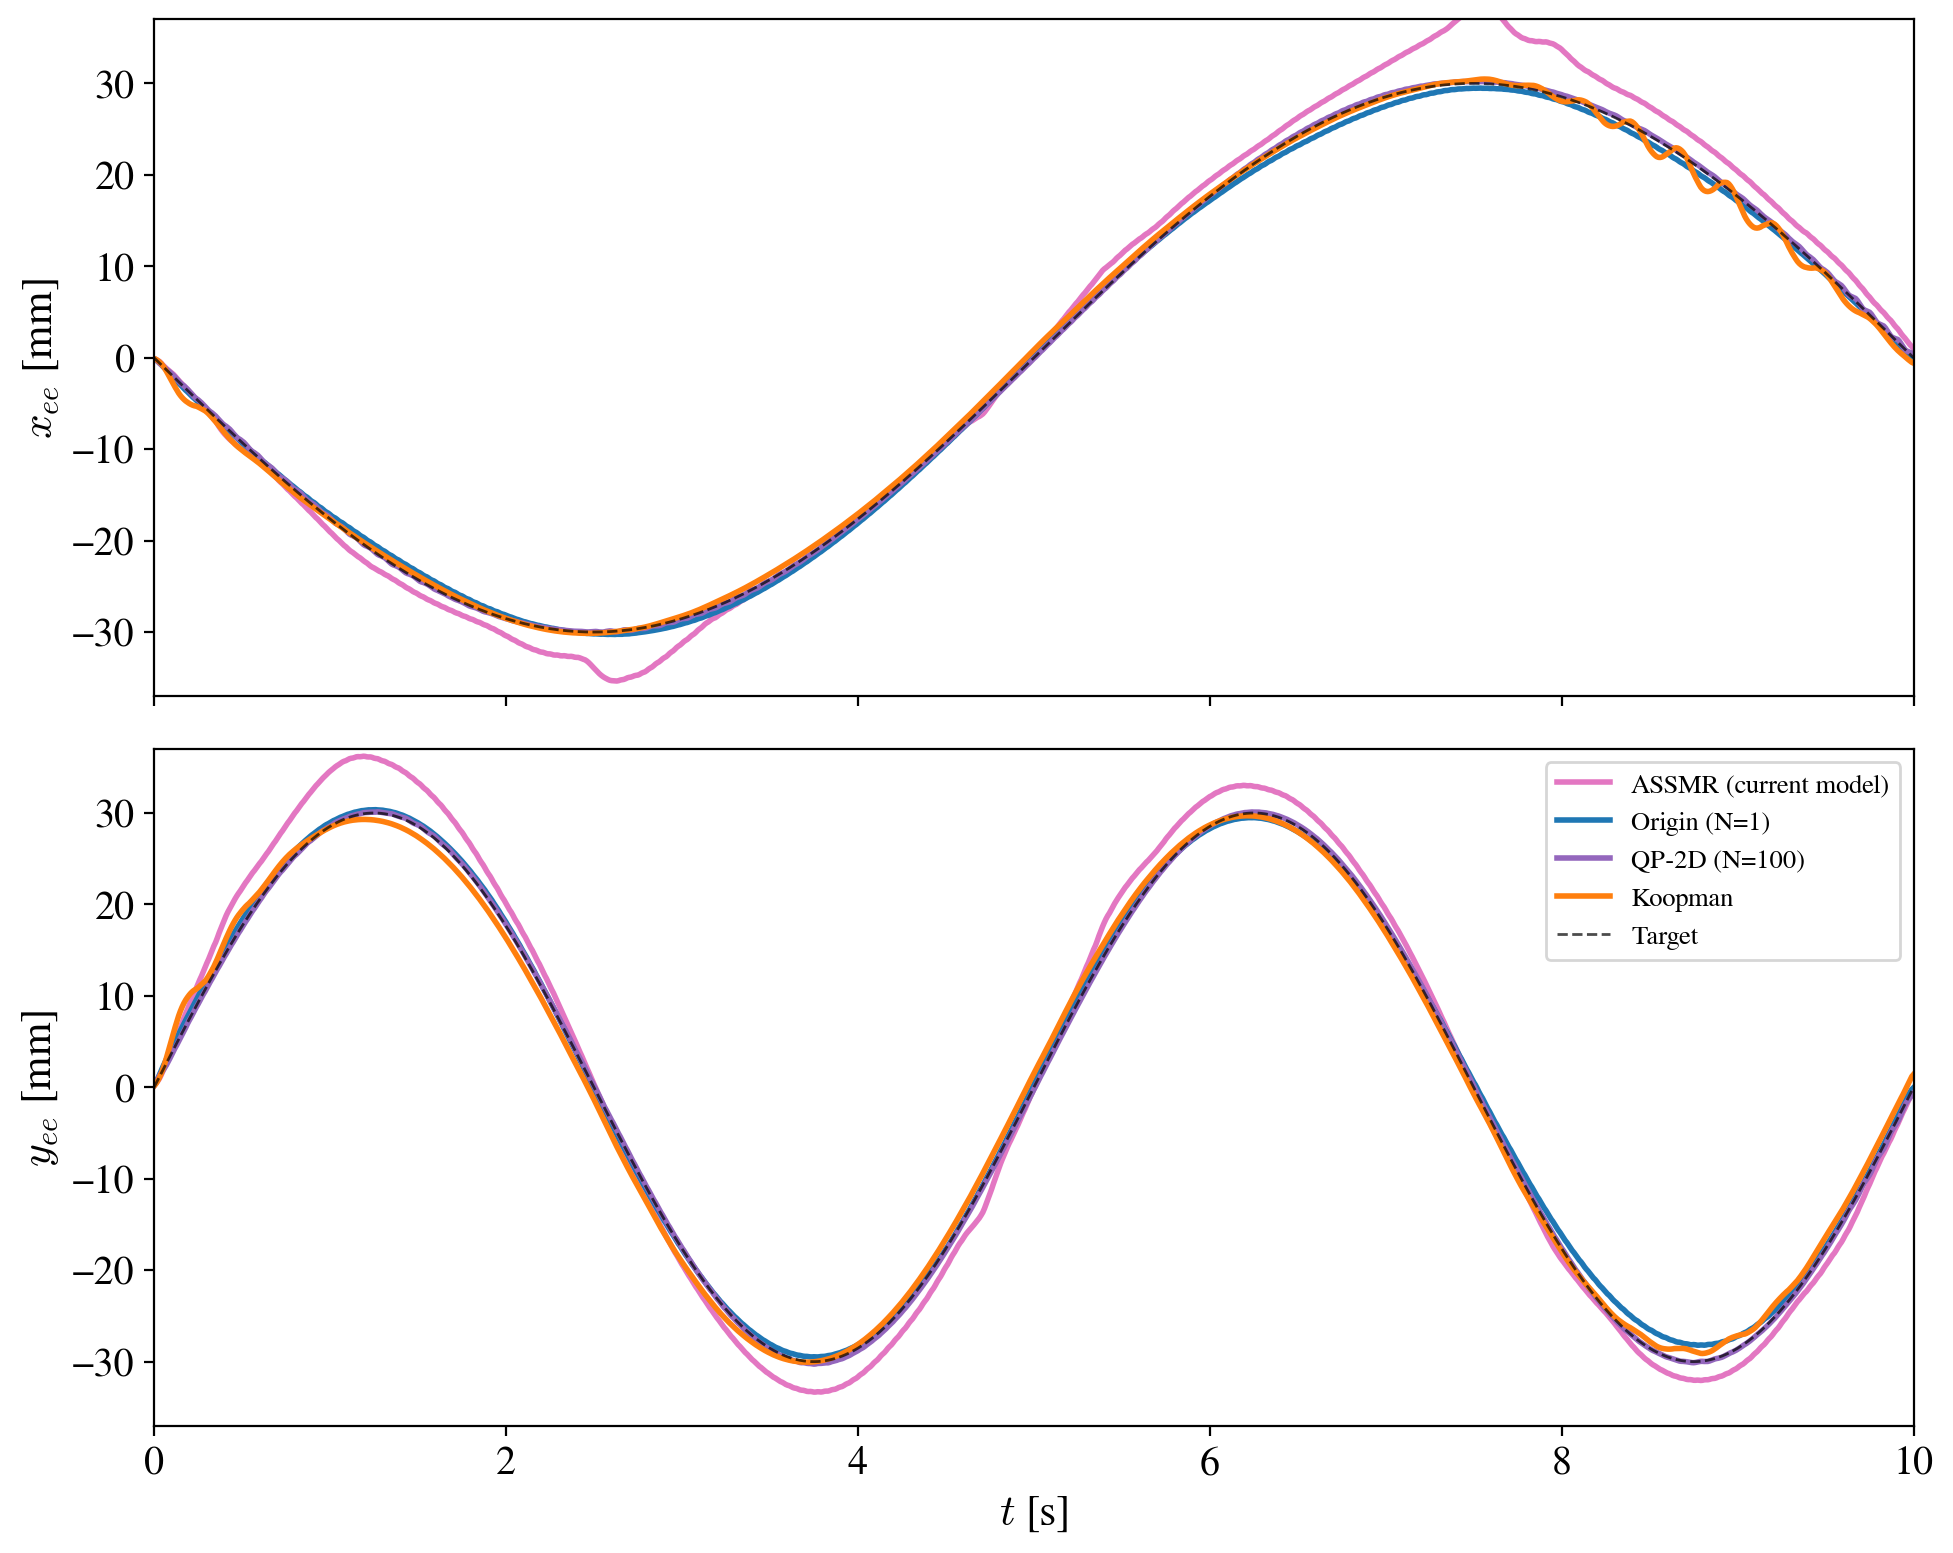 30
20
10
0
−10
−20
−30
x_ee [mm]
30
20
10
0
−10
−20
−30
y_ee [mm]
ASSMR (current model)
Origin (N=1)
QP-2D (N=100)
Koopman
Target
0 2 4 6 8 10
t [s]